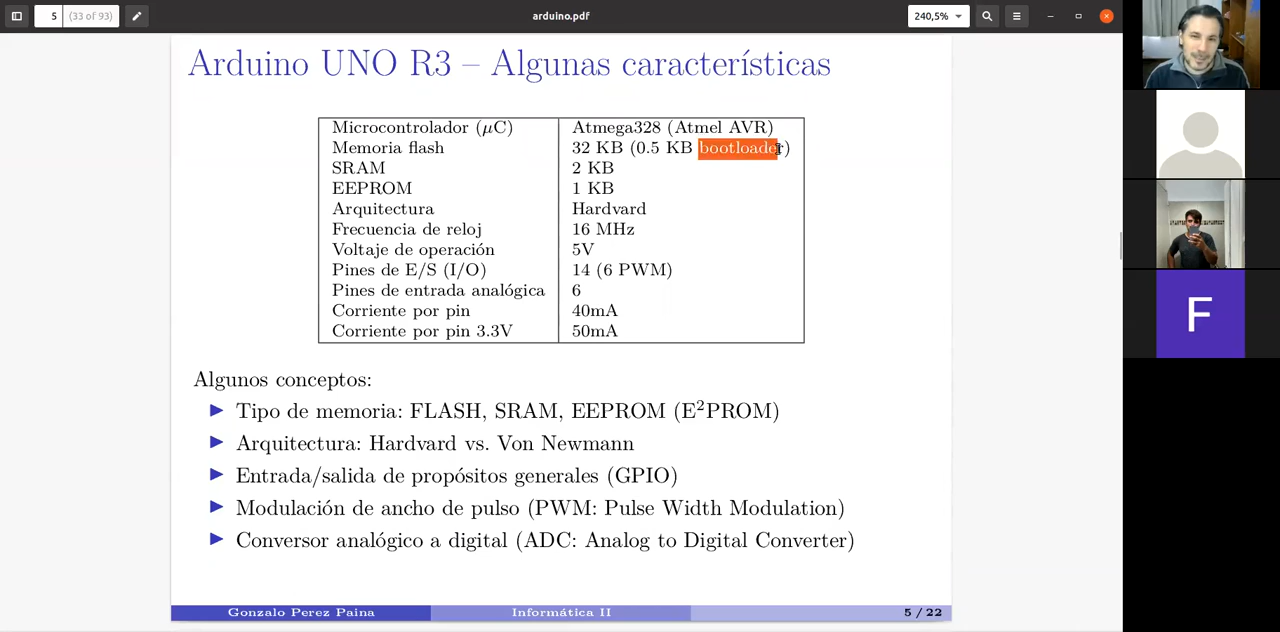 5 (33 of 93) arduino.pdf 240,5%
Arduino UNO R3 – Algunas características
Microcontrolador (μC) Atmega328 (Atmel AVR)
Memoria flash 32 KB (0.5 KB bootloader)
SRAM 2 KB
EEPROM 1 KB
Arquitectura Hardvard
Frecuencia de reloj 16 MHz
Voltaje de operación 5V
Pines de E/S (I/O) 14 (6 PWM)
Pines de entrada analógica 6
Corriente por pin 40mA
Corriente por pin 3.3V 50mA
Algunos conceptos:
Tipo de memoria: FLASH, SRAM, EEPROM (E²PROM)
Arquitectura: Hardvard vs. Von Newmann
Entrada/salida de propósitos generales (GPIO)
Modulación de ancho de pulso (PWM: Pulse Width Modulation)
Conversor analógico a digital (ADC: Analog to Digital Converter)
Gonzalo Perez Paina Informática II 5 / 22
F